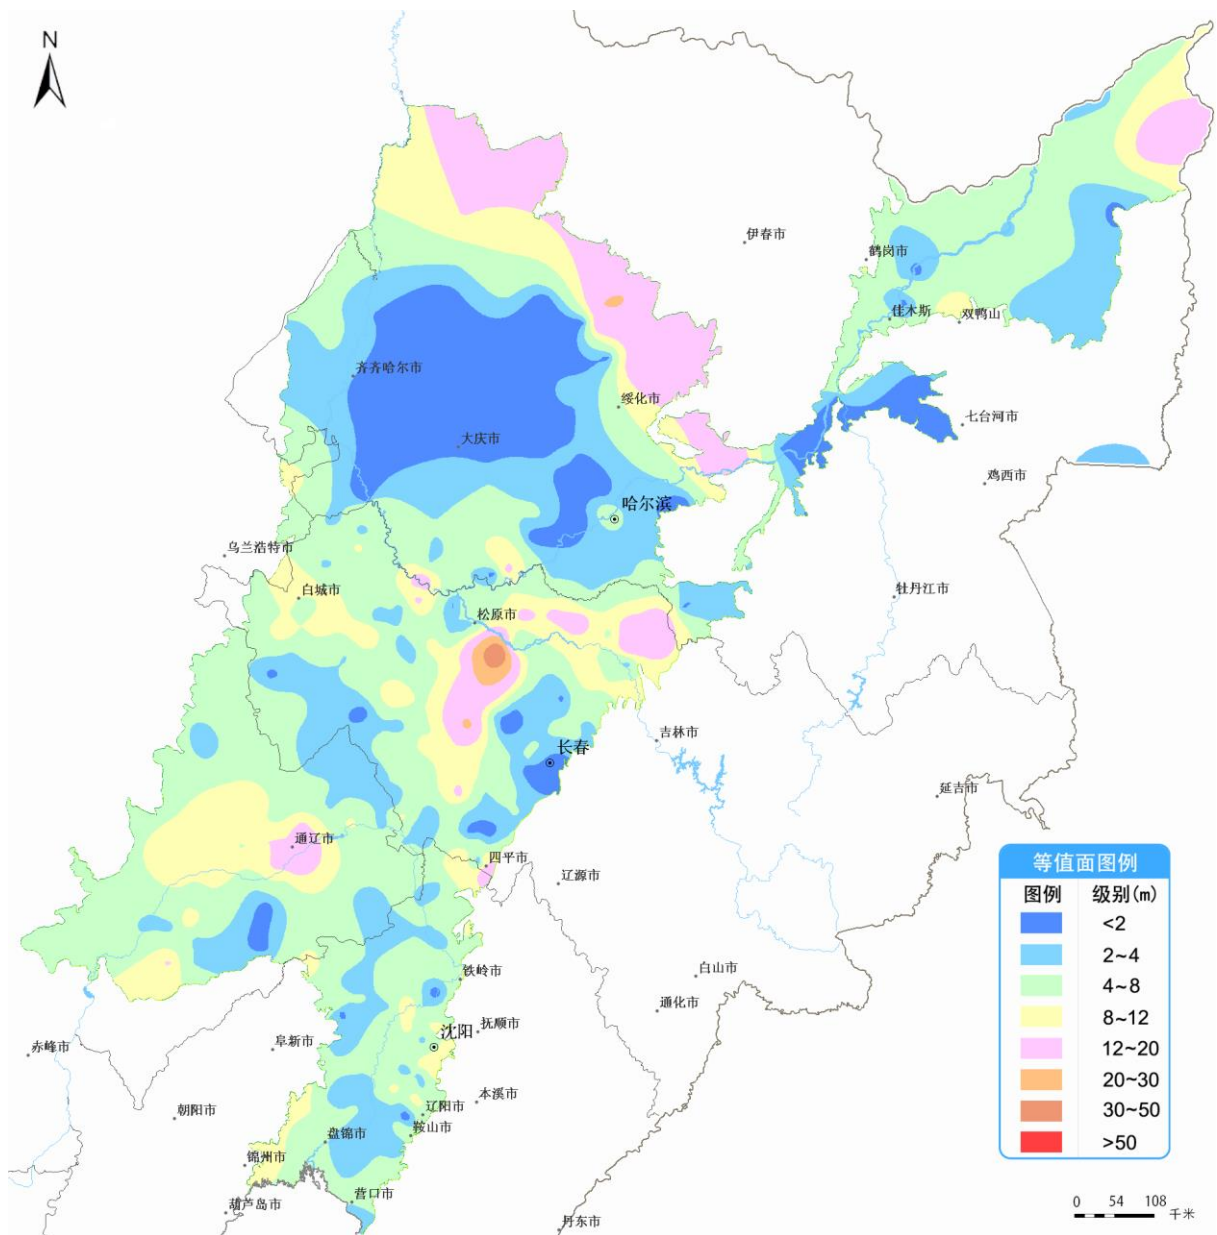 N
伊春市
鹤岗市
佳木斯
双鸭山
齐齐哈尔市
绥化市
七台河市
大庆市
鸡西市
哈尔滨
乌兰浩特市
白城市
牡丹江市
松原市
吉林市
长春
延吉市
通辽市
四平市
辽源市
铁岭市
白山市
通化市
抚顺市
沈阳
阜新市
赤峰市
本溪市
朝阳市
辽阳市
鞍山市
盘锦市
锦州市
营口市
葫芦岛市
丹东市
等值面图例
图例 级别(m)
<2
2~4
4~8
8~12
12~20
20~30
30~50
>50
0 54 108
千米